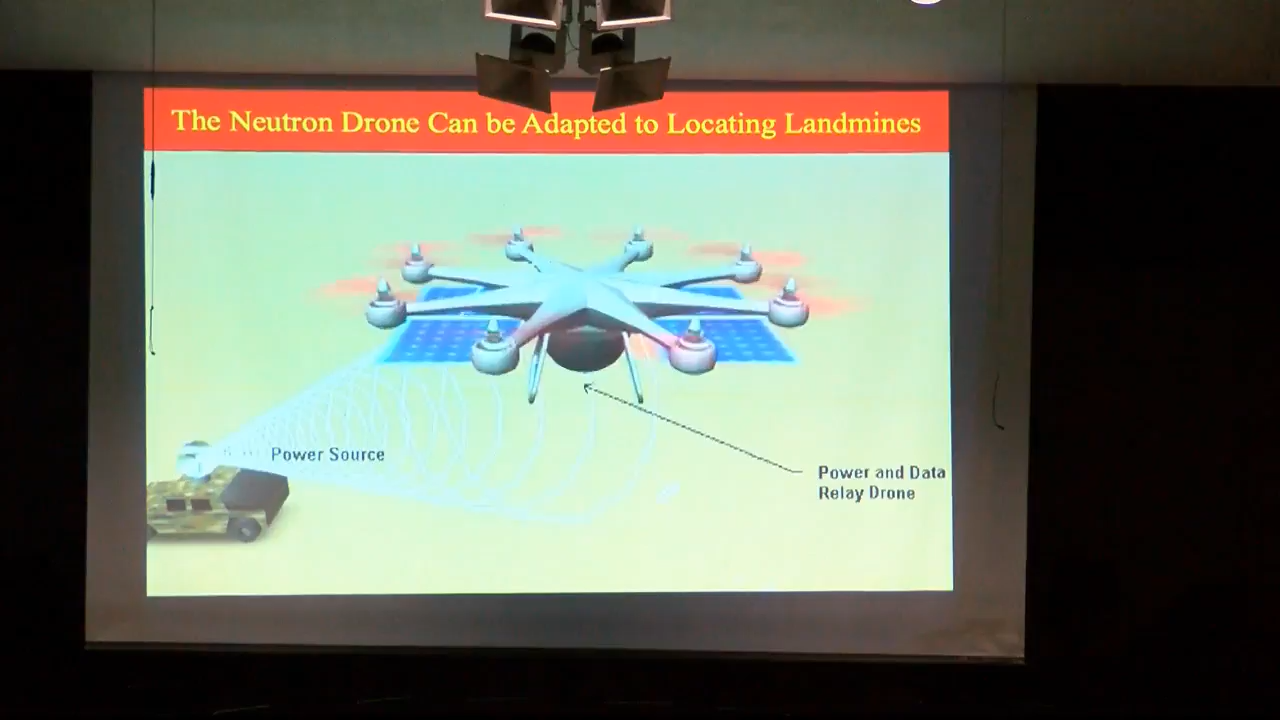 The Neutron Drone Can be Adapted to Locating Landmines
Power Source
Power and Data
Relay Drone